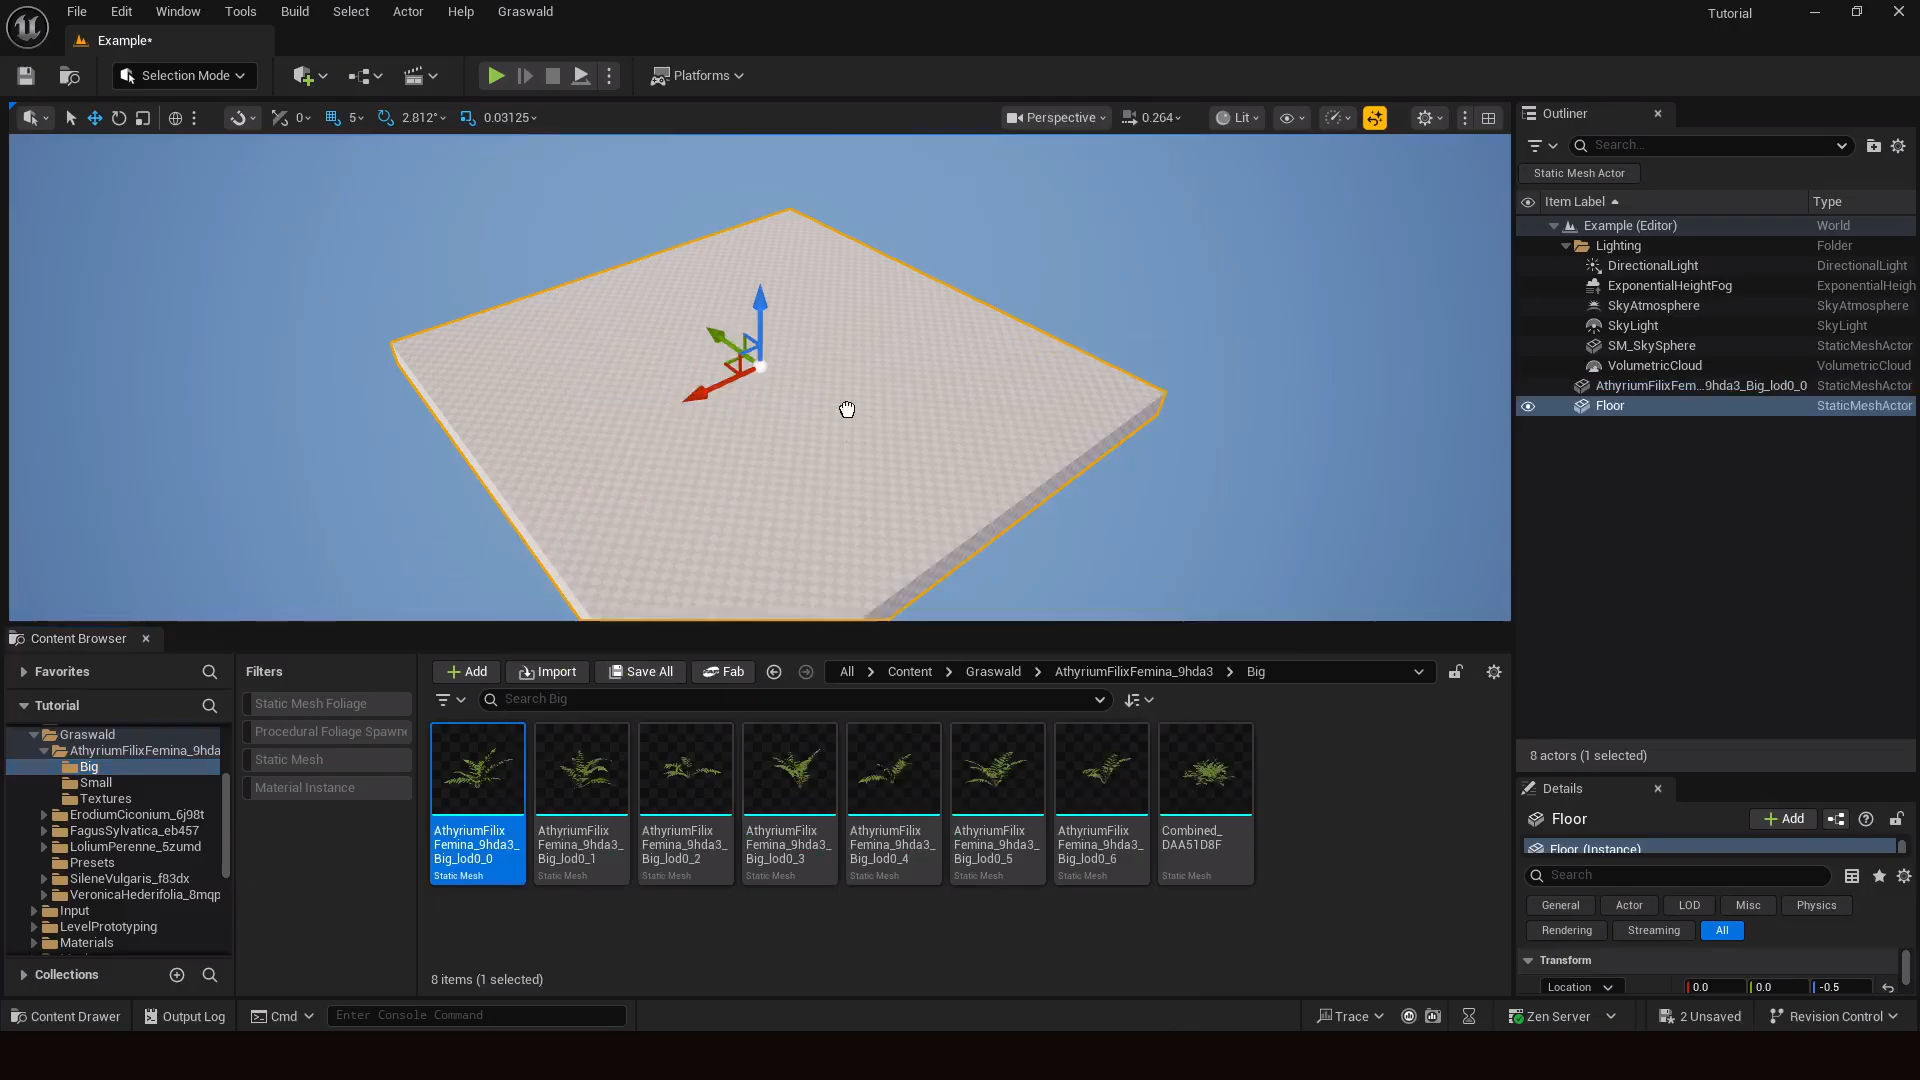 File Edit Window Tools Build Select Actor Help Graswald
Tutorial
Example*
Selection Mode
Platforms
0 5 2.812° 0.03125
Perspective 0.264 Lit
Outliner
Search...
Static Mesh Actor
Item Label Type
Example (Editor) World
Lighting Folder
DirectionalLight DirectionalLight
ExponentialHeightFog ExponentialHeigh
SkyAtmosphere SkyAtmosphere
SkyLight SkyLight
SM_SkySphere StaticMeshActor
VolumetricCloud VolumetricCloud
AthyriumFilixFem...9hda3_Big_lod0_0 StaticMeshActor
Floor StaticMeshActor
8 actors (1 selected)
Details
Floor
Add
Floor (Instance)
Search
General Actor LOD Misc Physics
Rendering Streaming All
Transform
Location 0.0 0.0 -0.5
Content Browser
Favorites
Tutorial
Graswald
AthyriumFilixFemina_9hda
Big
Small
Textures
ErodiumCiconium_6j98t
FagusSylvatica_eb457
LoliumPerenne_5zumd
Presets
SileneVulgaris_f83dx
VeronicaHederifolia_8mqp
Input
LevelPrototyping
Materials
Collections
Filters
Static Mesh Foliage
Procedural Foliage Spawne
Static Mesh
Material Instance
Add Import Save All Fab
All Content Graswald AthyriumFilixFemina_9hda3 Big
Search Big
AthyriumFilix
Femina_9hda3_
Big_lod0_0
Static Mesh
AthyriumFilix
Femina_9hda3_
Big_lod0_1
Static Mesh
AthyriumFilix
Femina_9hda3_
Big_lod0_2
Static Mesh
AthyriumFilix
Femina_9hda3_
Big_lod0_3
Static Mesh
AthyriumFilix
Femina_9hda3_
Big_lod0_4
Static Mesh
AthyriumFilix
Femina_9hda3_
Big_lod0_5
Static Mesh
AthyriumFilix
Femina_9hda3_
Big_lod0_6
Static Mesh
Combined_
DAA51D8F
Static Mesh
8 items (1 selected)
Content Drawer Output Log Cmd Enter Console Command
Trace Zen Server 2 Unsaved Revision Control